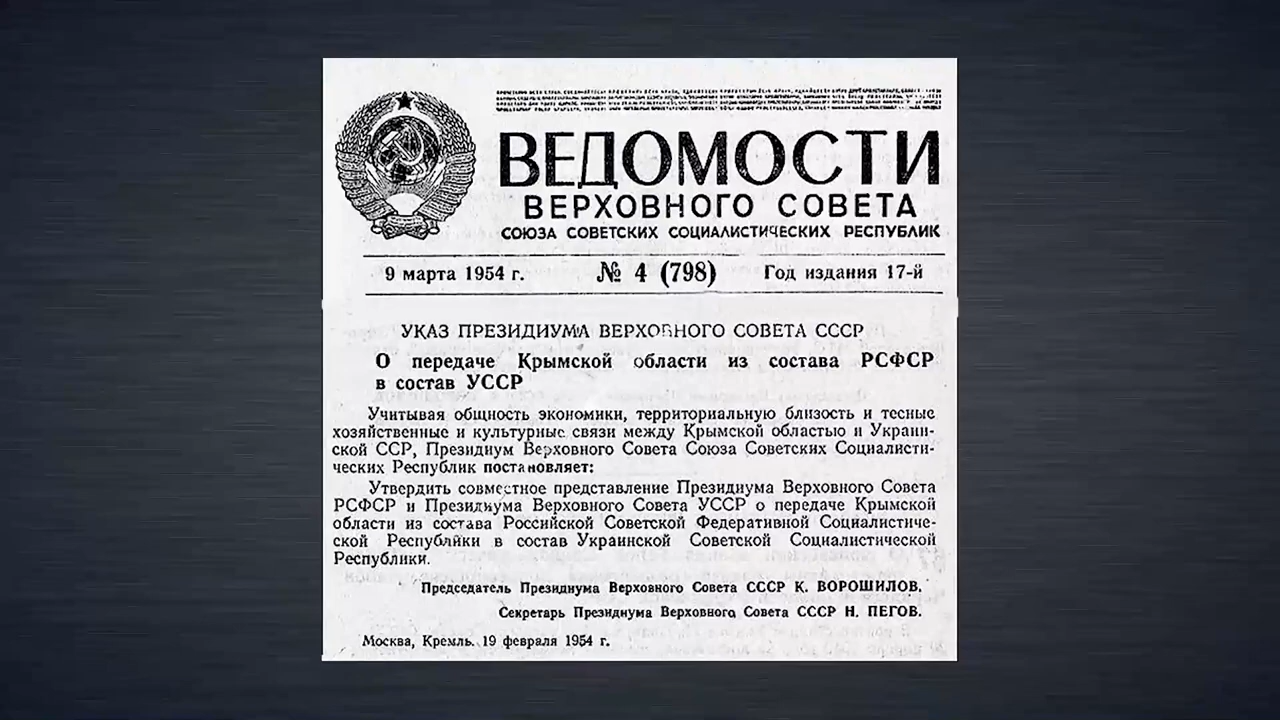 ВЕДОМОСТИ
ВЕРХОВНОГО СОВЕТА
СОЮЗА СОВЕТСКИХ СОЦИАЛИСТИЧЕСКИХ РЕСПУБЛИК
9 марта 1954 г. № 4 (798) Год издания 17-й
УКАЗ ПРЕЗИДИУМА ВЕРХОВНОГО СОВЕТА СССР
О передаче Крымской области из состава РСФСР
в состав УССР
Учитывая общность экономики, территориальную близость и тесные
хозяйственные и культурные связи между Крымской областью и Украин-
ской ССР, Президиум Верховного Совета Союза Советских Социалисти-
ческих Республик постановляет:
Утвердить совместное представление Президиума Верховного Совета
РСФСР и Президиума Верховного Совета УССР о передаче Крымской
области из состава Российской Советской Федеративной Социалистиче-
ской Республики в состав Украинской Советской Социалистической
Республики.
Председатель Президиума Верховного Совета СССР К. ВОРОШИЛОВ.
Секретарь Президиума Верховного Совета СССР Н. ПЕГОВ.
Москва, Кремль. 19 февраля 1954 г.